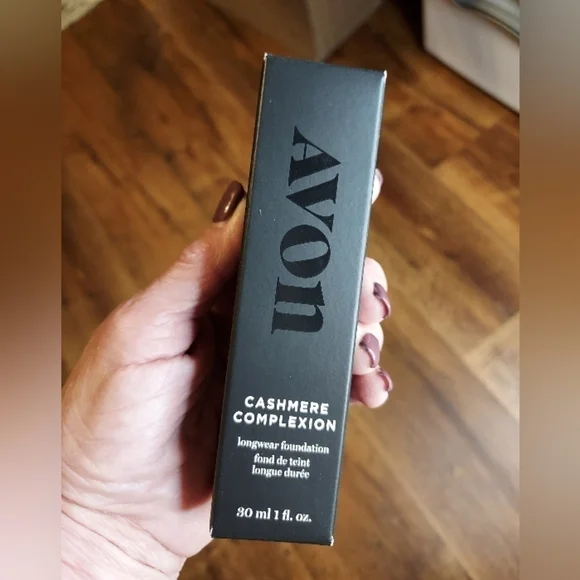 AVON
CASHMERE
COMPLEXION
longwear foundation
fond de teint
longue durée
30 ml 1 fl. oz.